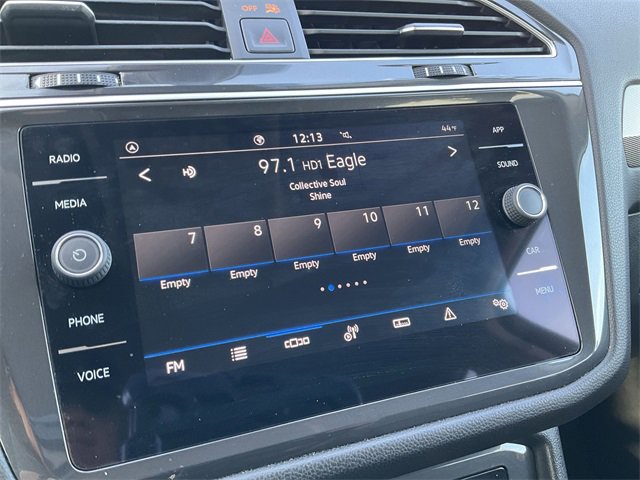 OFF
RADIO
MEDIA
PHONE
VOICE
12:13
44°F
97.1 HD1 Eagle
Collective Soul
Shine
7 8 9 10 11 12
Empty Empty Empty Empty Empty Empty
FM
APP
SOUND
CAR
MENU